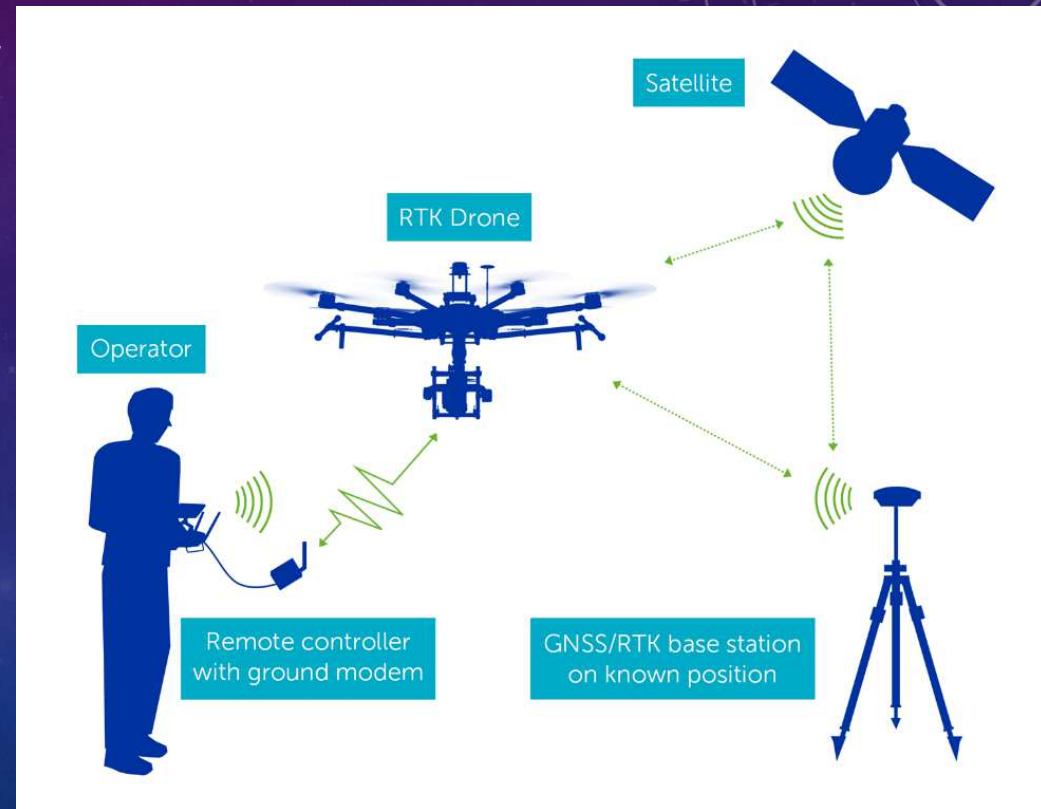 Satellite
RTK Drone
Operator
Remote controller
with ground modem
GNSS/RTK base station
on known position